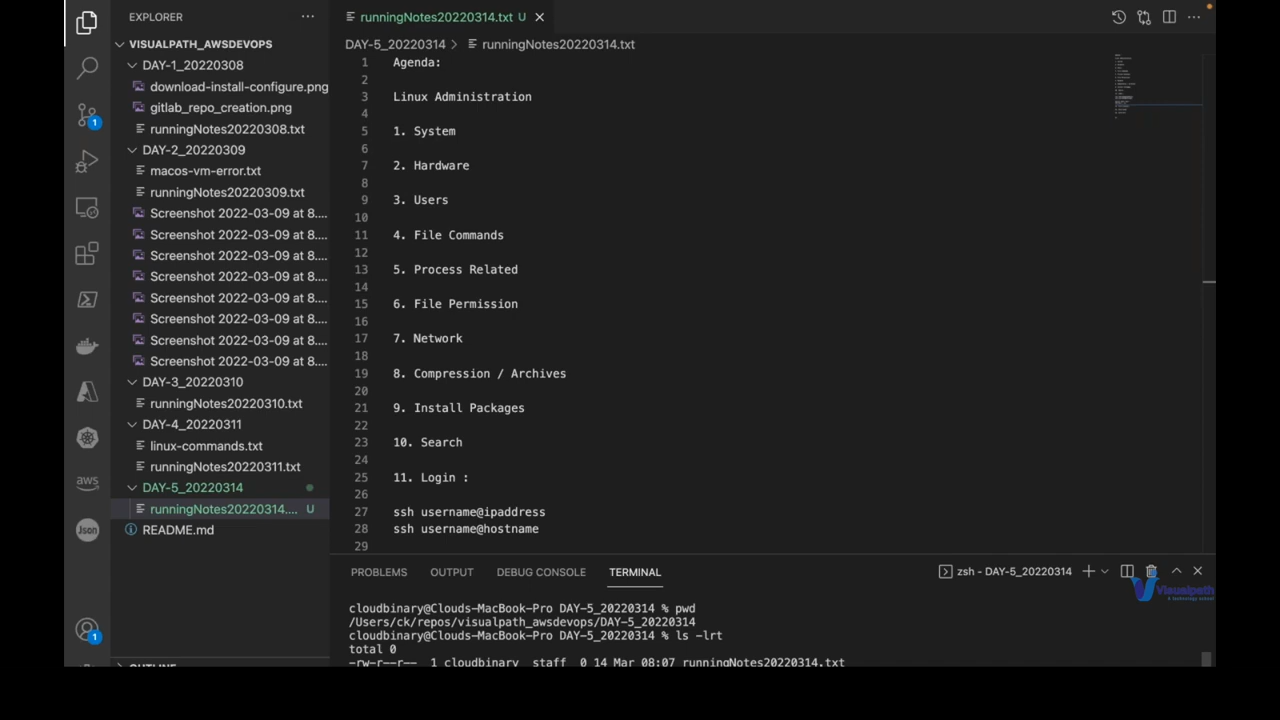 EXPLORER
VISUALPATH_AWSDEVOPS
DAY-1_20220308
download-install-configure.png
gitlab_repo_creation.png
runningNotes20220308.txt
DAY-2_20220309
macos-vm-error.txt
runningNotes20220309.txt
Screenshot 2022-03-09 at 8....
Screenshot 2022-03-09 at 8....
Screenshot 2022-03-09 at 8....
Screenshot 2022-03-09 at 8....
Screenshot 2022-03-09 at 8....
Screenshot 2022-03-09 at 8....
Screenshot 2022-03-09 at 8....
Screenshot 2022-03-09 at 8....
DAY-3_20220310
runningNotes20220310.txt
DAY-4_20220311
linux-commands.txt
runningNotes20220311.txt
DAY-5_20220314
runningNotes20220314.... U
README.md
OUTLINE
1
aws
Json
1
runningNotes20220314.txt U
DAY-5_20220314 > runningNotes20220314.txt
1 Agenda:
2
3 Linux Administration
4
5 1. System
6
7 2. Hardware
8
9 3. Users
10
11 4. File Commands
12
13 5. Process Related
14
15 6. File Permission
16
17 7. Network
18
19 8. Compression / Archives
20
21 9. Install Packages
22
23 10. Search
24
25 11. Login :
26
27 ssh username@ipaddress
28 ssh username@hostname
29
PROBLEMS OUTPUT DEBUG CONSOLE TERMINAL
zsh - DAY-5_20220314
Visualpath
cloudbinary@Clouds-MacBook-Pro DAY-5_20220314 % pwd
/Users/ck/repos/visualpath_awsdevops/DAY-5_20220314
cloudbinary@Clouds-MacBook-Pro DAY-5_20220314 % ls -lrt
total 0
-rw-r--r-- 1 cloudbinary staff 0 14 Mar 08:07 runningNotes20220314.txt